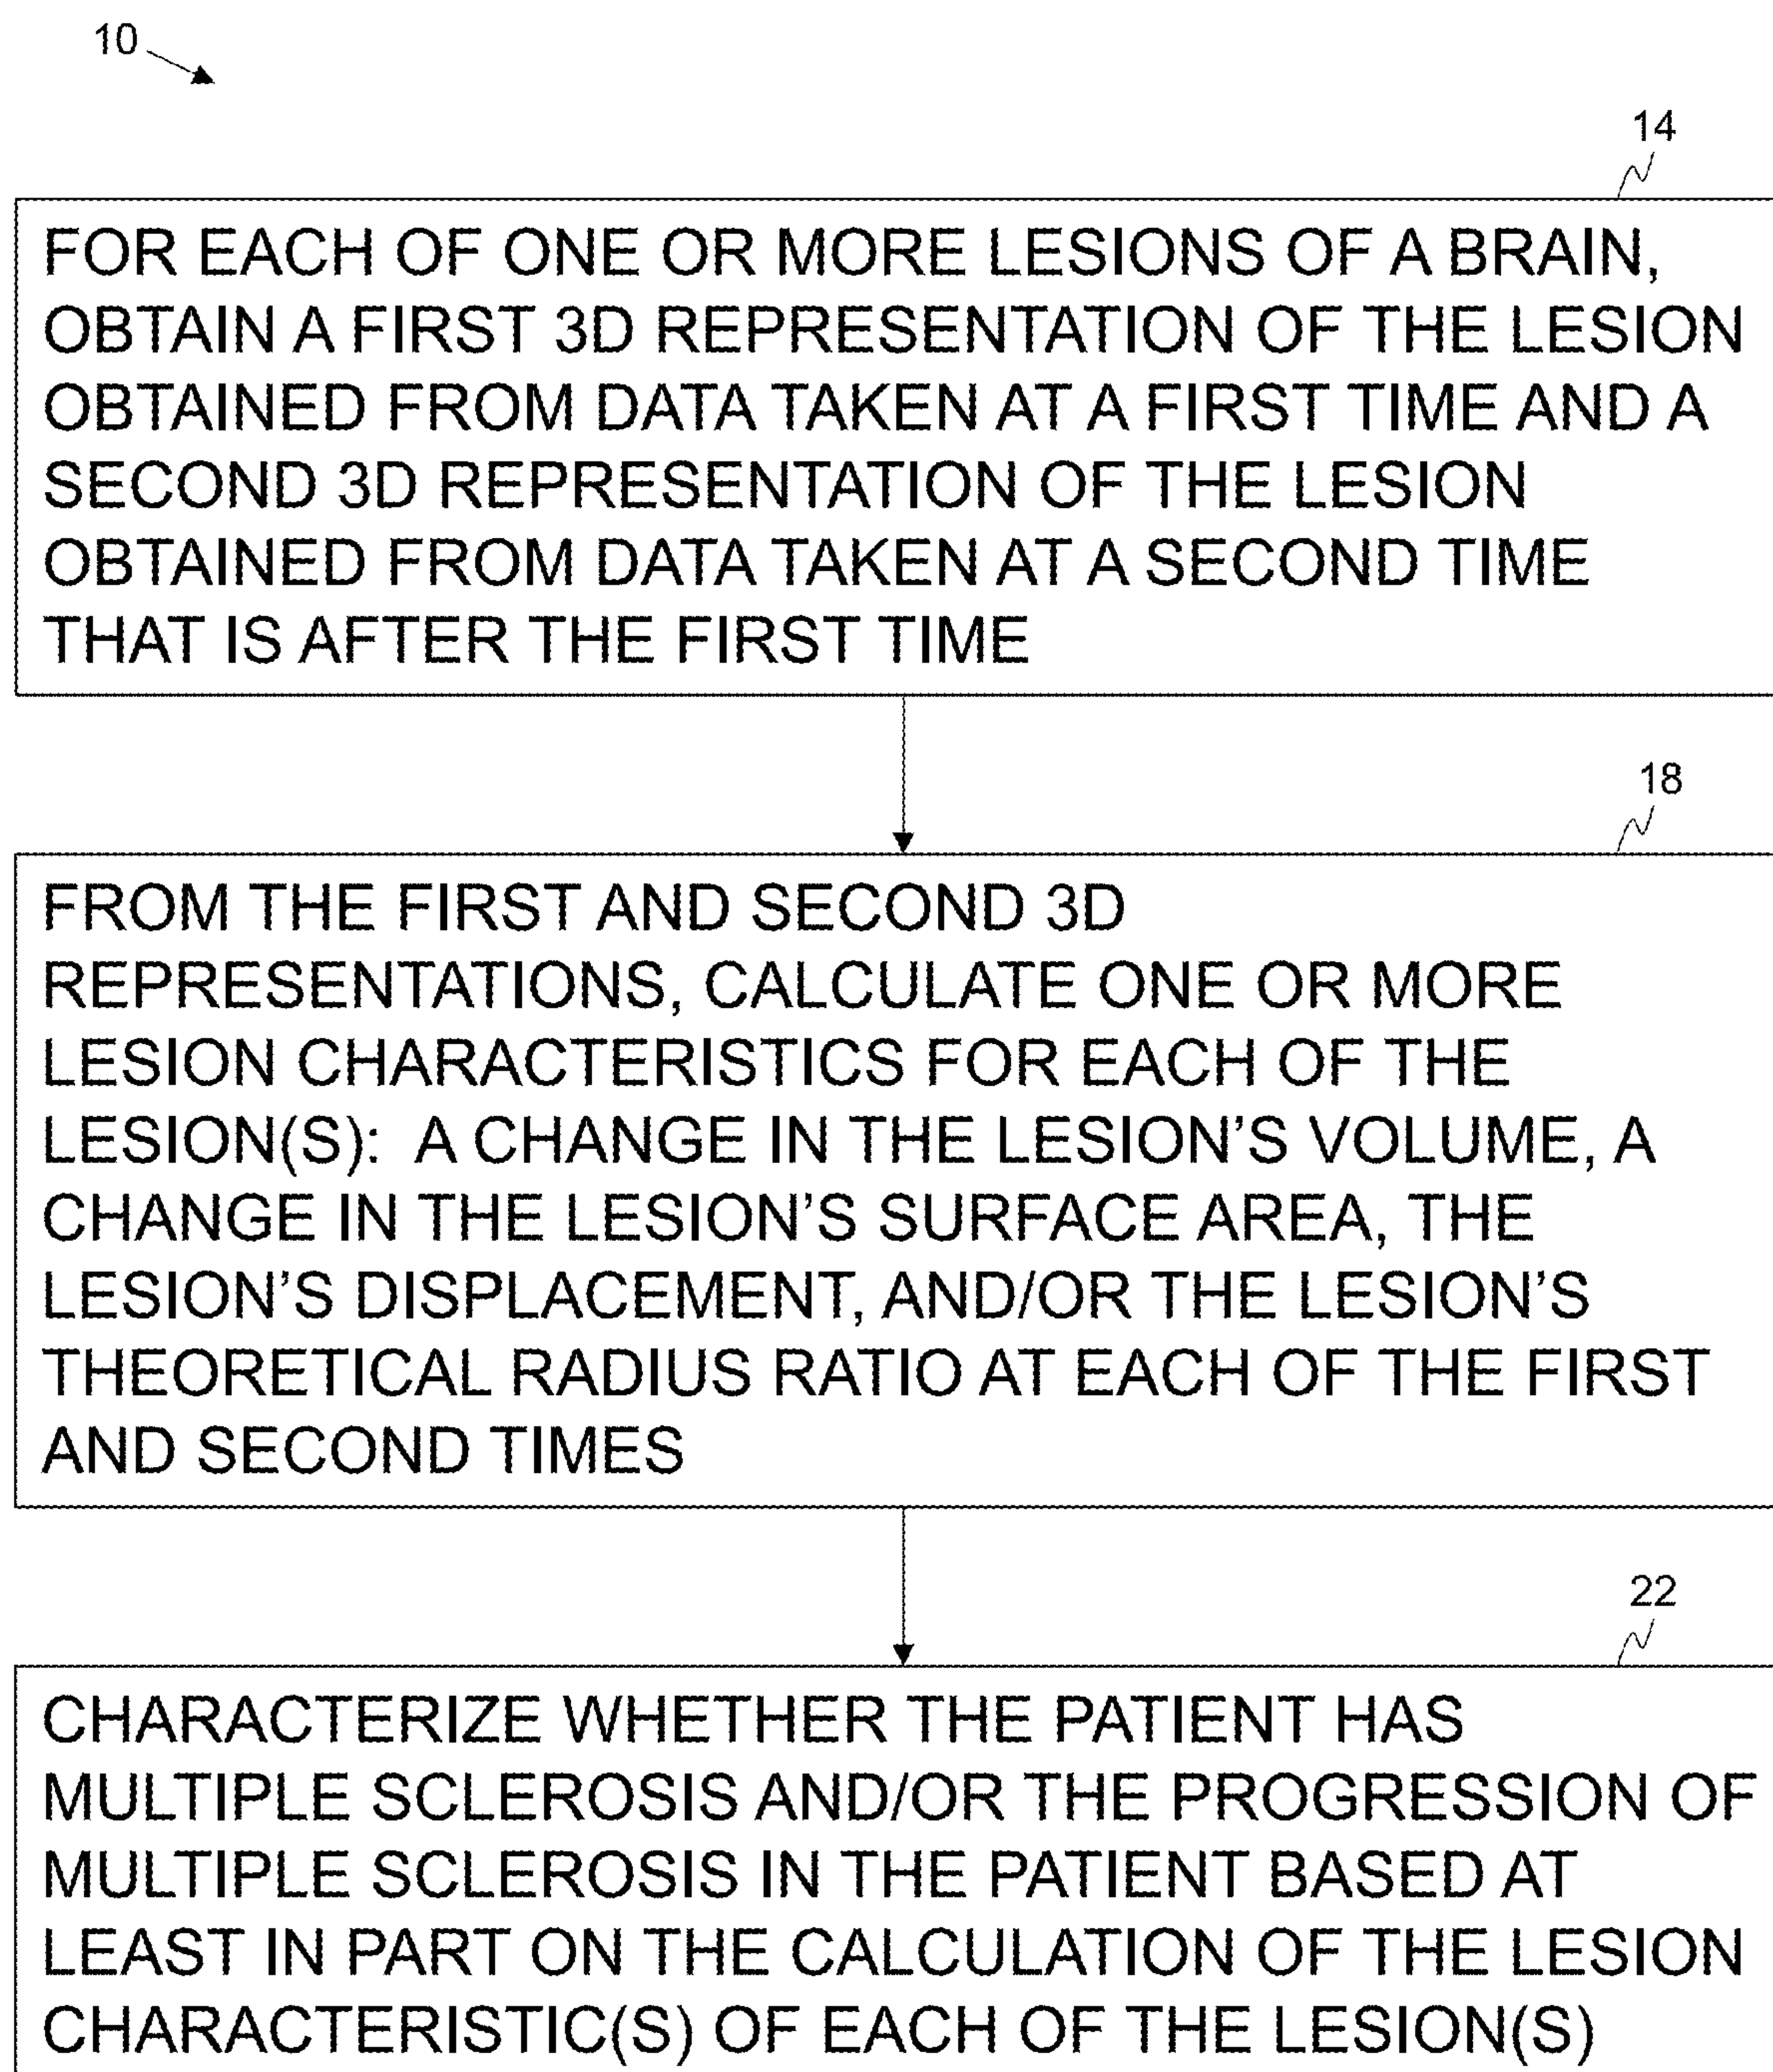 10
14
FOR EACH OF ONE OR MORE LESIONS OF A BRAIN,
OBTAIN A FIRST 3D REPRESENTATION OF THE LESION
OBTAINED FROM DATA TAKEN AT A FIRST TIME AND A
SECOND 3D REPRESENTATION OF THE LESION
OBTAINED FROM DATA TAKEN AT A SECOND TIME
THAT IS AFTER THE FIRST TIME
18
FROM THE FIRST AND SECOND 3D
REPRESENTATIONS, CALCULATE ONE OR MORE
LESION CHARACTERISTICS FOR EACH OF THE
LESION(S): A CHANGE IN THE LESION'S VOLUME, A
CHANGE IN THE LESION'S SURFACE AREA, THE
LESION'S DISPLACEMENT, AND/OR THE LESION'S
THEORETICAL RADIUS RATIO AT EACH OF THE FIRST
AND SECOND TIMES
22
CHARACTERIZE WHETHER THE PATIENT HAS
MULTIPLE SCLEROSIS AND/OR THE PROGRESSION OF
MULTIPLE SCLEROSIS IN THE PATIENT BASED AT
LEAST IN PART ON THE CALCULATION OF THE LESION
CHARACTERISTIC(S) OF EACH OF THE LESION(S)